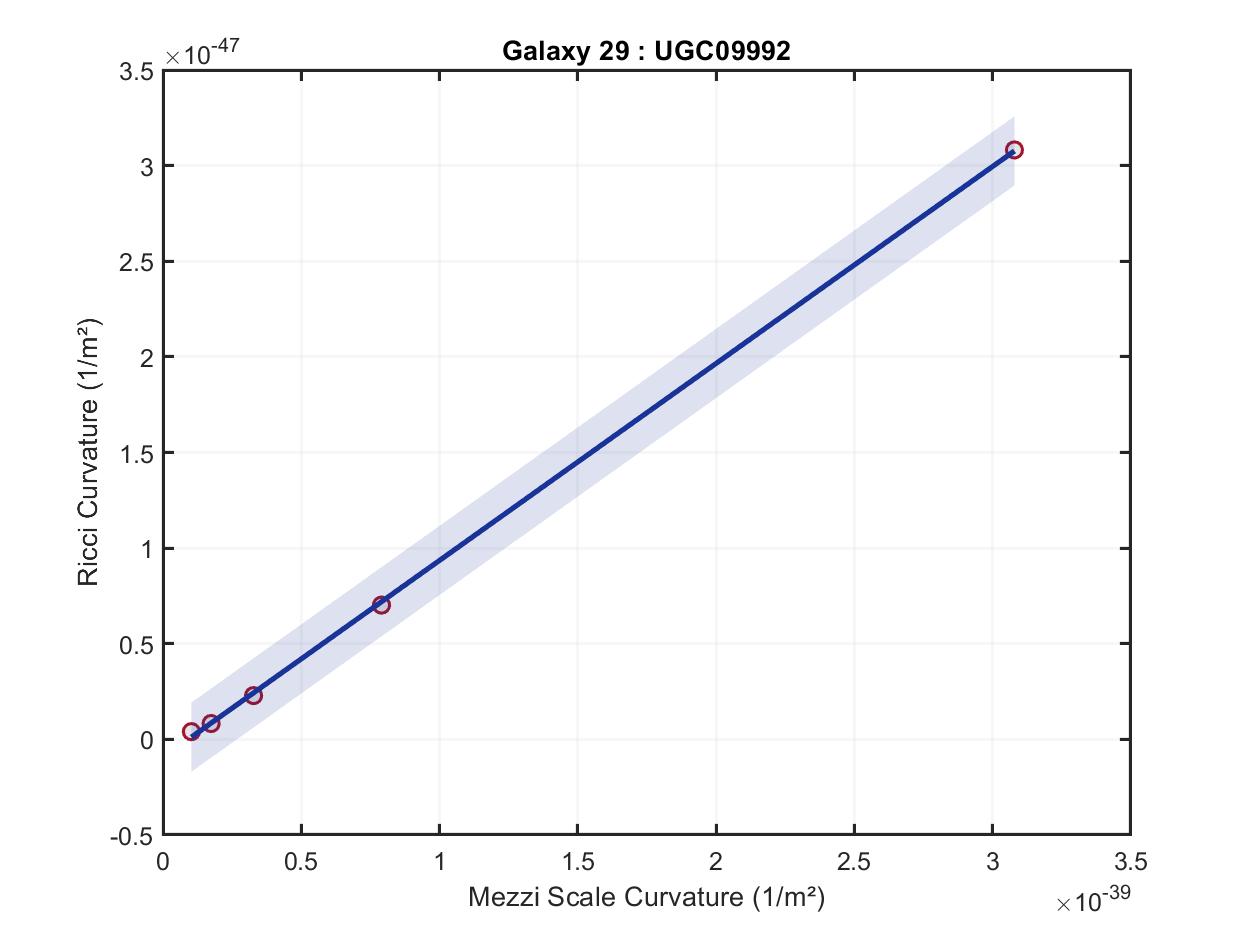 Galaxy 29 : UGC09992
×10^-47
3.5
3
2.5
2
1.5
1
0.5
0
-0.5
Ricci Curvature (1/m²)
0 0.5 1 1.5 2 2.5 3 3.5
Mezzi Scale Curvature (1/m²)
×10^-39